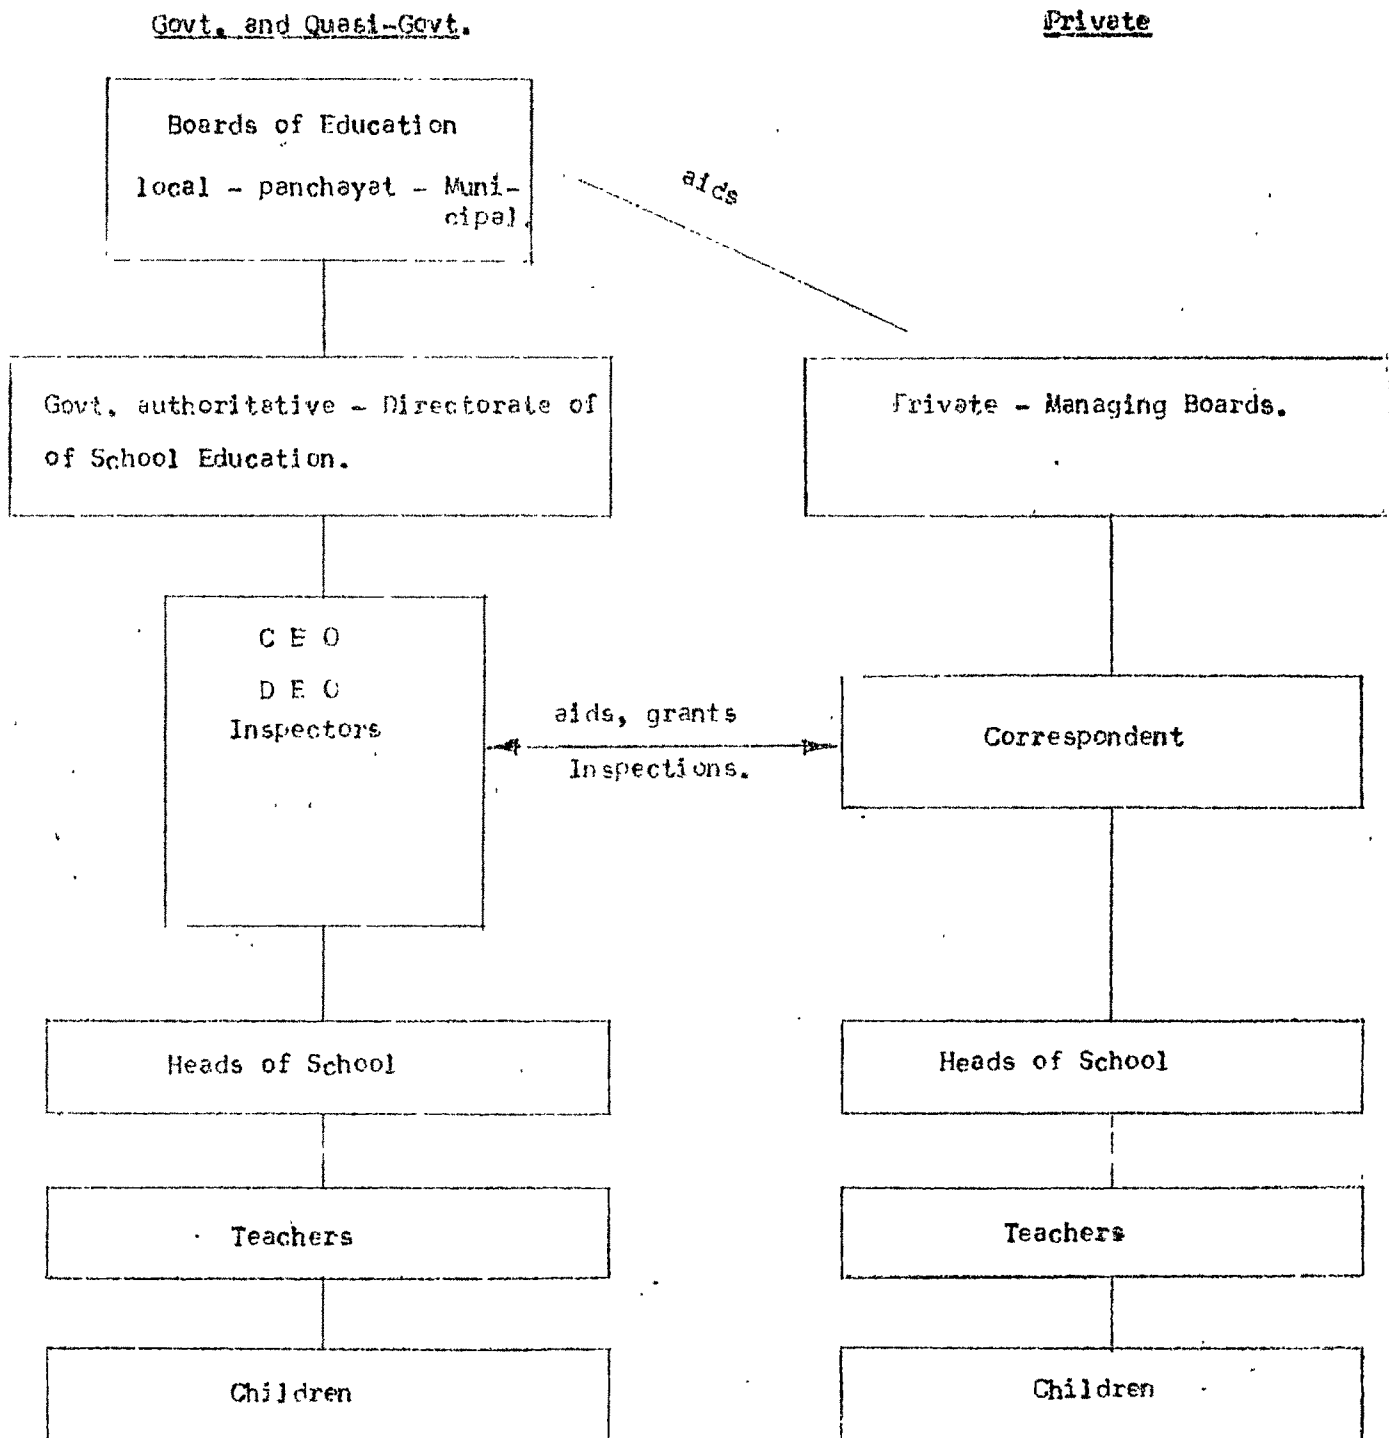 Govt. and Quasi-Govt.
Private
Boards of Education
local - panchayat - Muni-
cipal.
aids
Govt. authoritative - Directorate of
of School Education.
Private - Managing Boards.
C E O
D E O
Inspectors
aids, grants
Inspections.
Correspondent
Heads of School
Heads of School
Teachers
Teachers
Children
Children